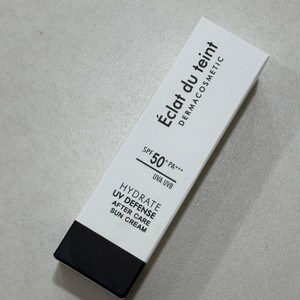 Éclat du teint
DERMACOSMETIC
SPF 50+ PA+++
UVA UVB
HYDRATE
UV DEFENSE
AFTER CARE
SUN CREAM